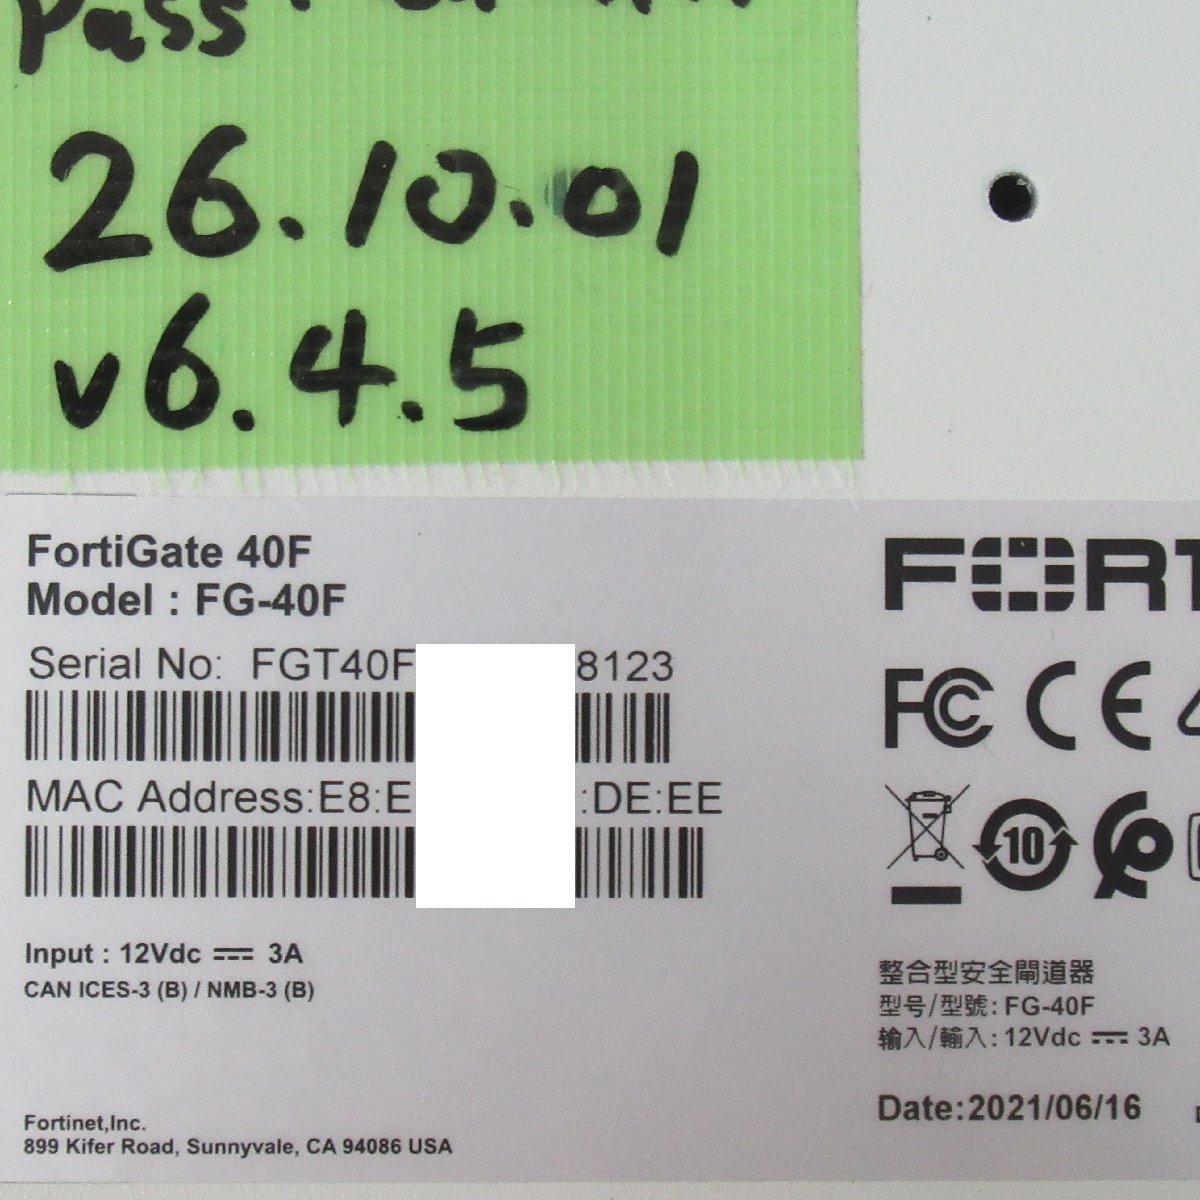 Pass
26.10.01
v6.4.5
FortiGate 40F
Model : FG-40F
Serial No: FGT40F 8123
MAC Address:E8:E :DE:EE
Input : 12Vdc 3A
CAN ICES-3 (B) / NMB-3 (B)
Fortinet,Inc.
899 Kifer Road, Sunnyvale, CA 94086 USA
FORT
FC CE
10
整合型安全閘道器
型号/型號: FG-40F
输入/輸入: 12Vdc 3A
Date:2021/06/16